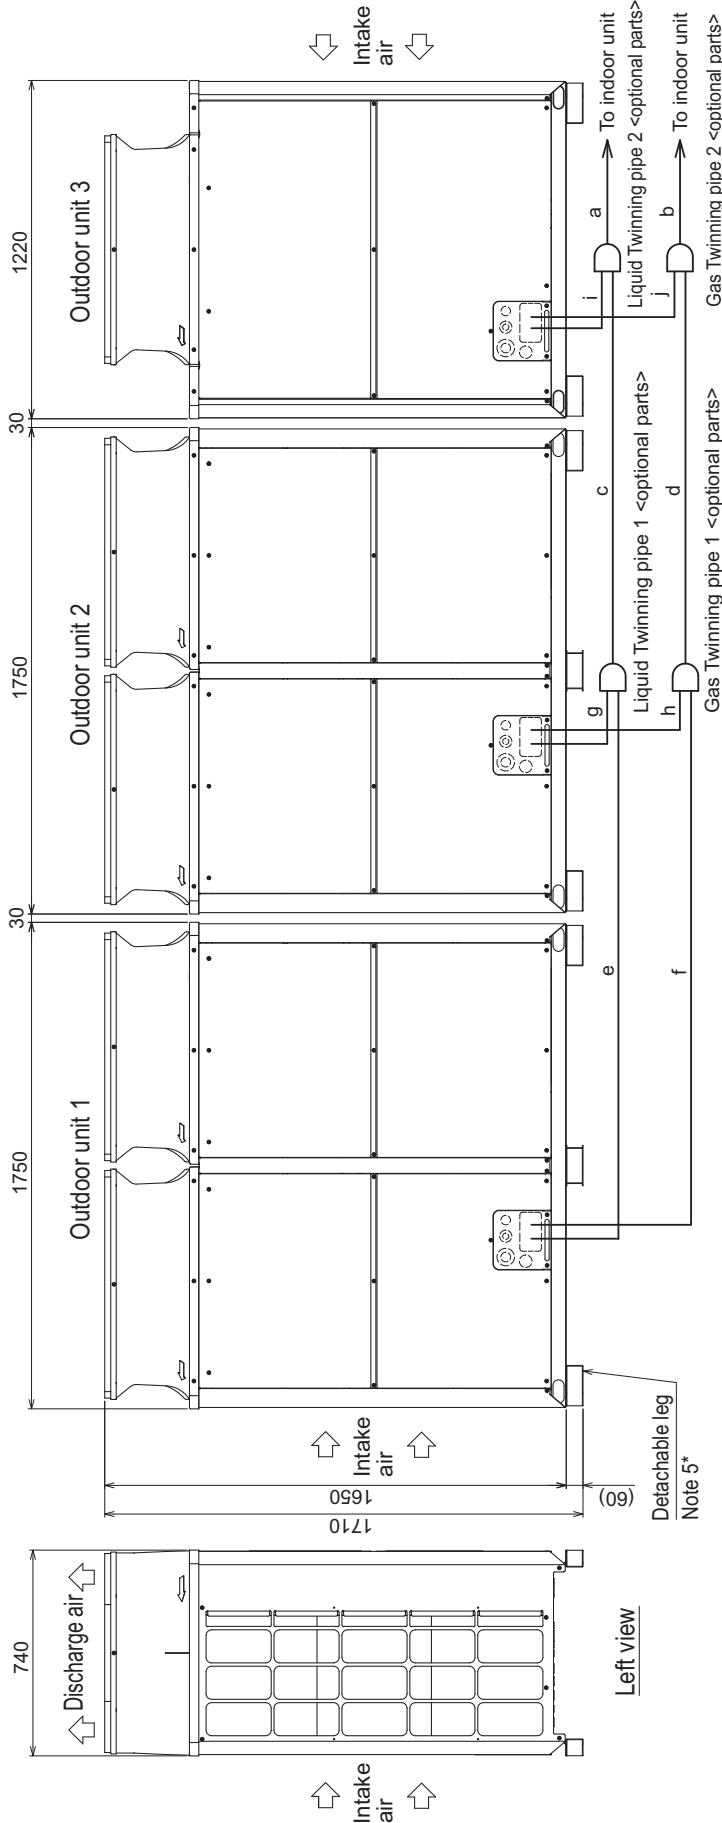 740
Discharge air
Intake
air
Left view
1750
30
1750
30
1220
Outdoor unit 1
Outdoor unit 2
Outdoor unit 3
Intake
air
Intake
air
1710
1650
(60)
Detachable leg
Note 5*
e
f
g
h
c
d
i
j
a
b
To indoor unit
To indoor unit
Liquid Twinning pipe 1 <optional parts>
Gas Twinning pipe 1 <optional parts>
Liquid Twinning pipe 2 <optional parts>
Gas Twinning pipe 2 <optional parts>